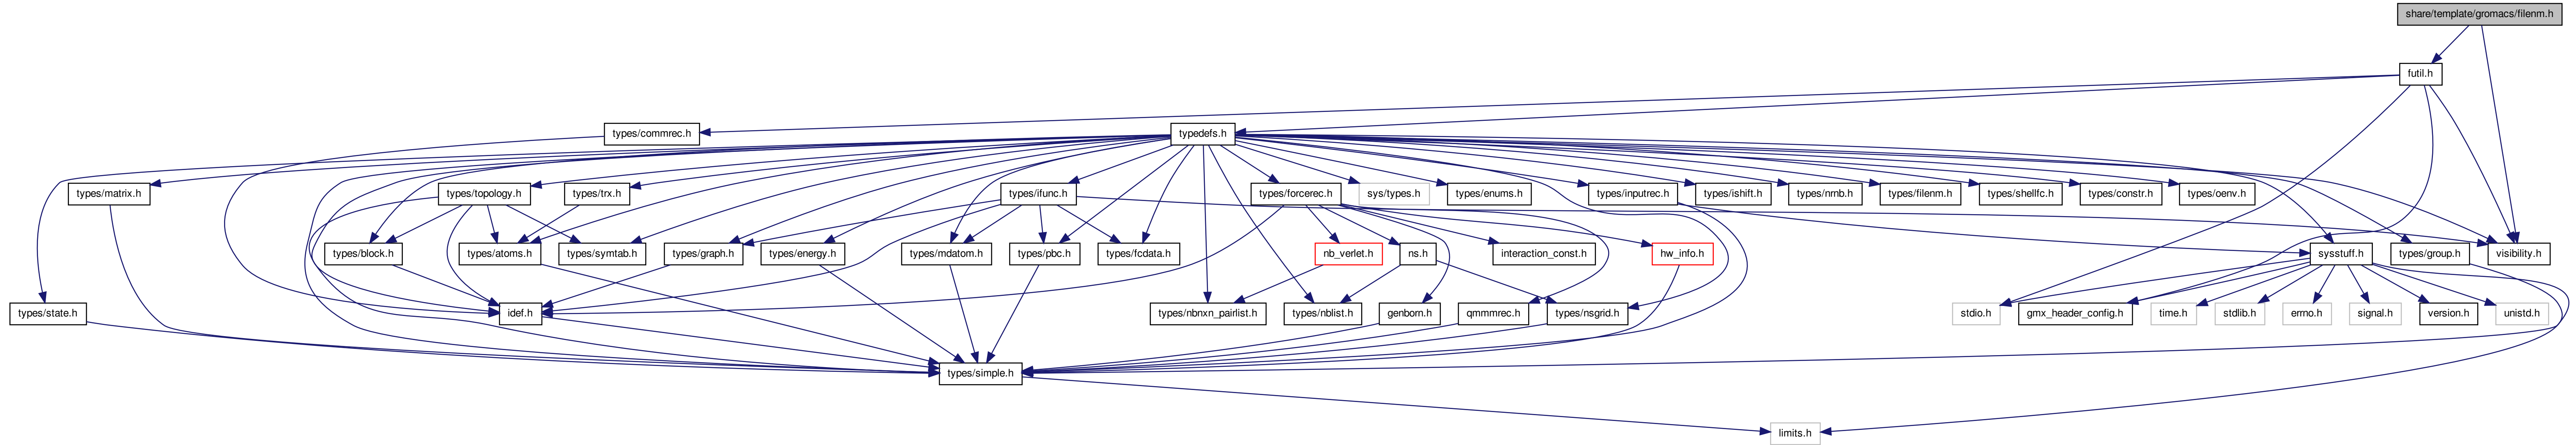 share/template/gromacs/filenm.h
futil.h
types/commrec.h
typedefs.h
types/matrix.h
types/topology.h
types/trx.h
types/ifunc.h
types/forcerec.h
sys/types.h
types/enums.h
types/inputrec.h
types/ishift.h
types/nmb.h
types/filenm.h
types/shellfc.h
types/constr.h
types/oenv.h
types/block.h
types/atoms.h
types/symtab.h
types/graph.h
types/energy.h
types/mdatom.h
types/pbc.h
types/fcdata.h
nb_verlet.h
ns.h
interaction_const.h
hw_info.h
sysstuff.h
types/group.h
visibility.h
types/state.h
idef.h
types/nbnxn_pairlist.h
types/nblist.h
genborn.h
qmmmrec.h
types/nsgrid.h
stdio.h
gmx_header_config.h
time.h
stdlib.h
errno.h
signal.h
version.h
unistd.h
types/simple.h
limits.h